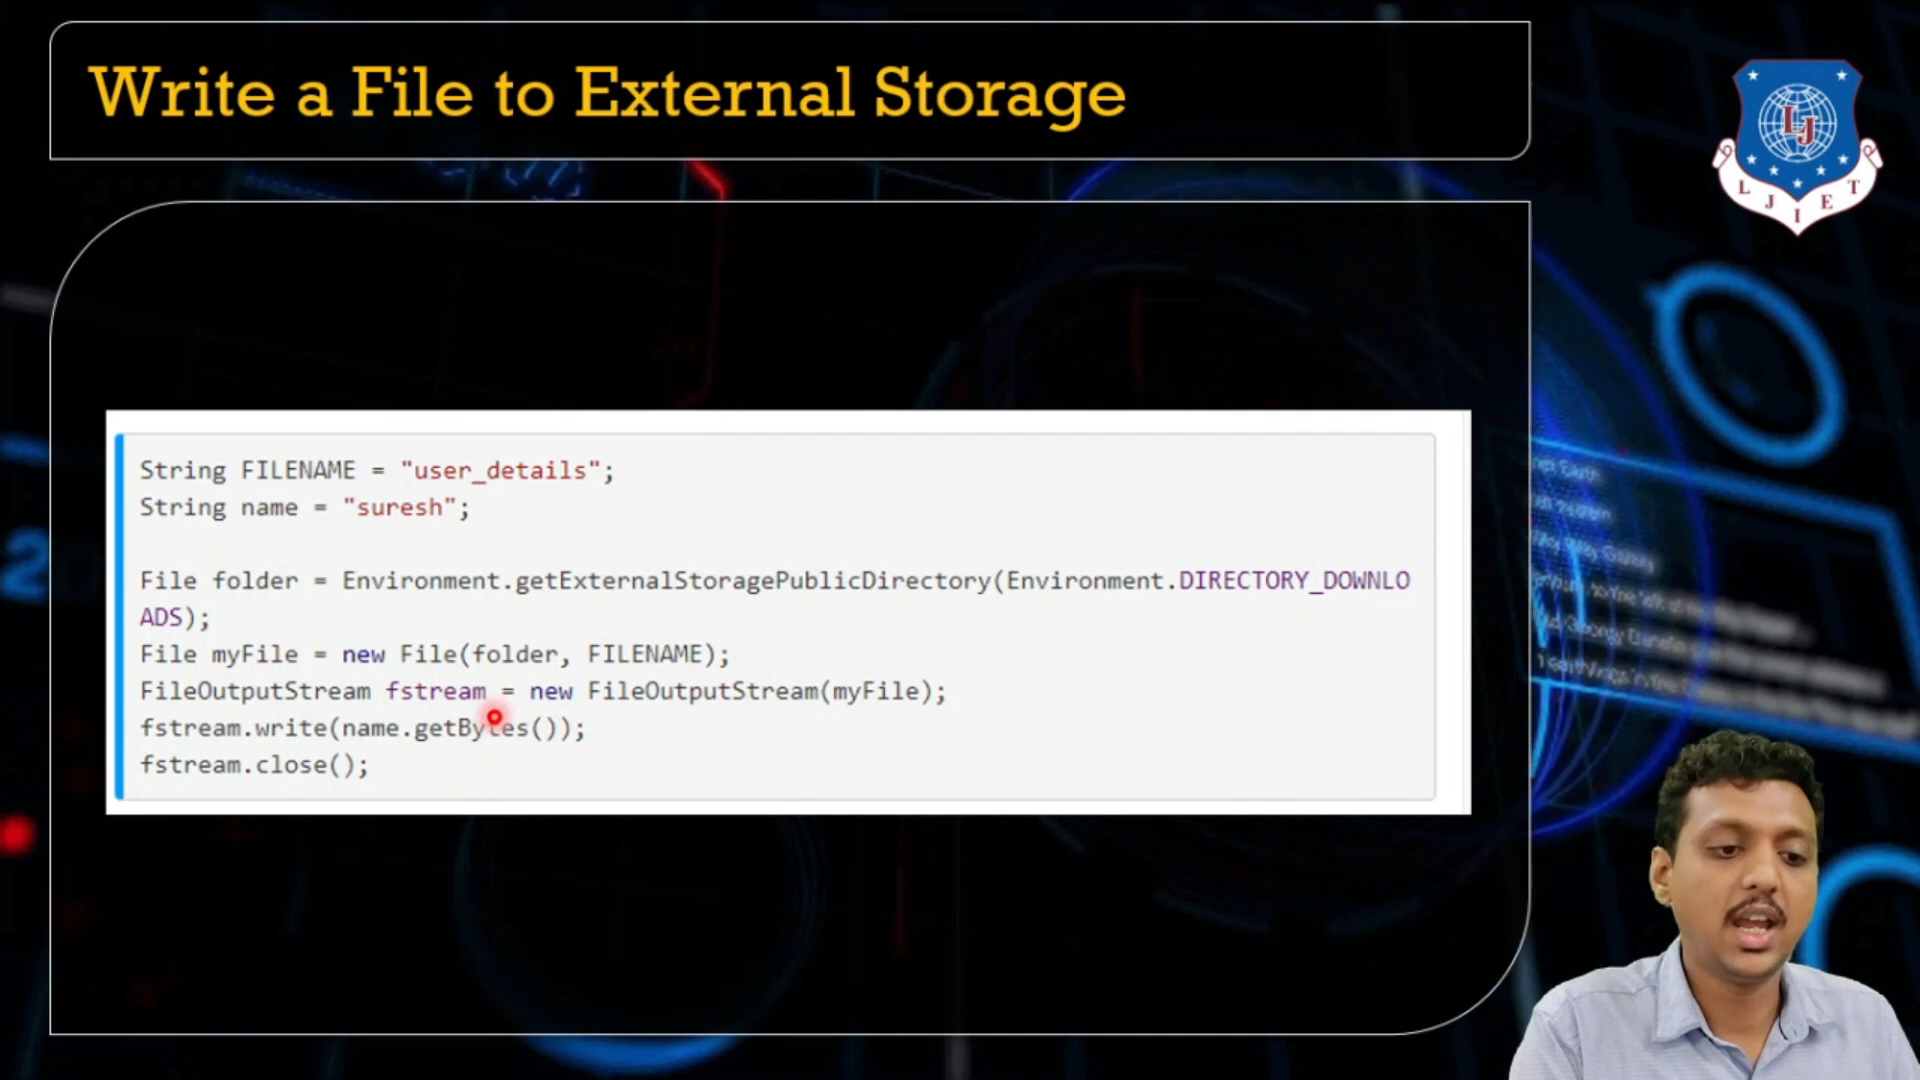 Write a File to External Storage
L J I E T
LJ
String FILENAME = "user_details";
String name = "suresh";
File folder = Environment.getExternalStoragePublicDirectory(Environment.DIRECTORY_DOWNLO
ADS);
File myFile = new File(folder, FILENAME);
FileOutputStream fstream = new FileOutputStream(myFile);
fstream.write(name.getBytes());
fstream.close();